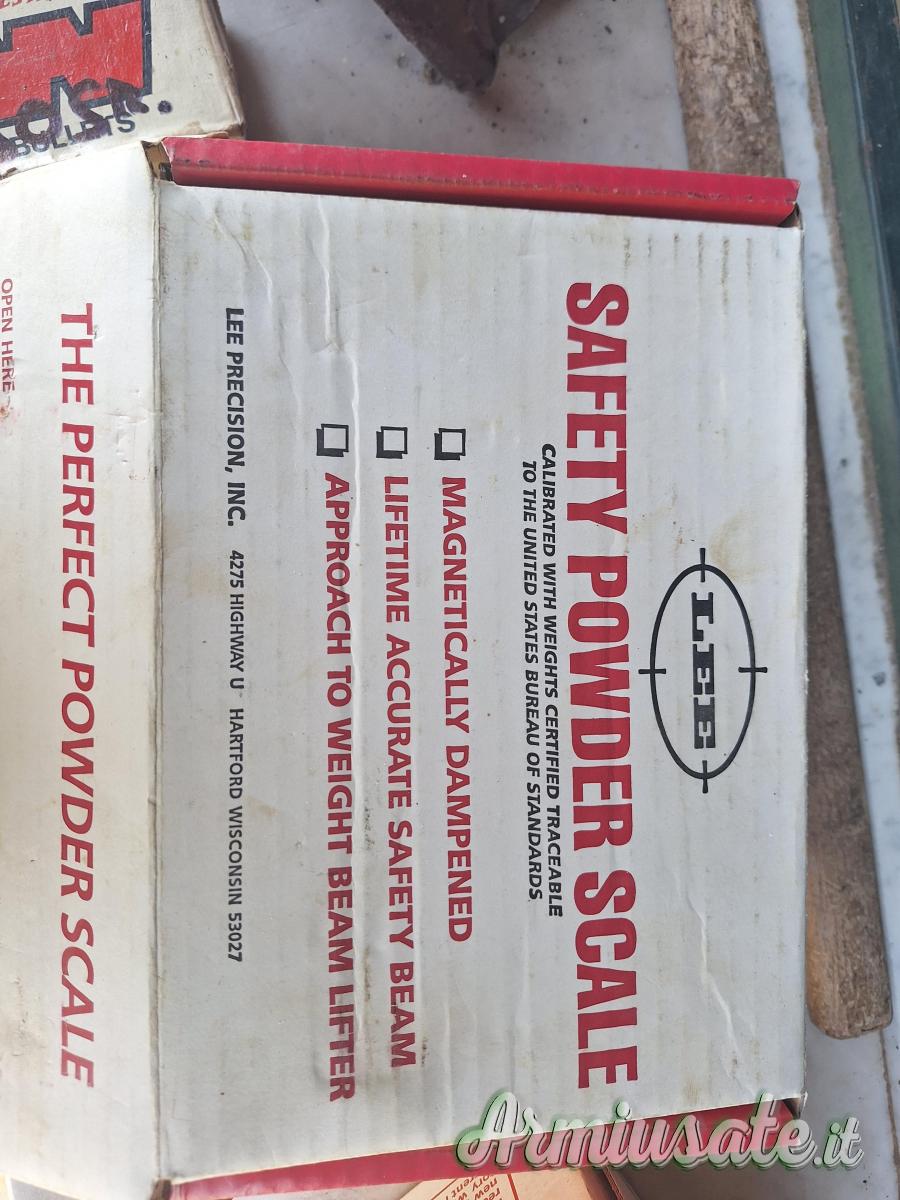 LEE
SAFETY POWDER SCALE
CALIBRATED WITH WEIGHTS CERTIFIED TRACEABLE
TO THE UNITED STATES BUREAU OF STANDARDS
MAGNETICALLY DAMPENED
LIFETIME ACCURATE SAFETY BEAM
APPROACH TO WEIGHT BEAM LIFTER
LEE PRECISION, INC. 4275 HIGHWAY U HARTFORD WISCONSIN 53027
THE PERFECT POWDER SCALE
OPEN HERE
BULLETS
Armiusate.it